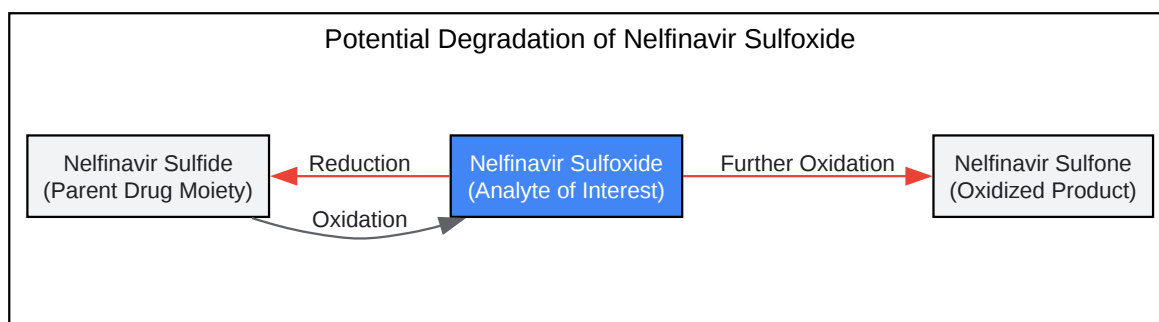 Potential Degradation of Nelfinavir Sulfoxide
Nelfinavir Sulfide
(Parent Drug Moiety)
Reduction
Oxidation
Nelfinavir Sulfoxide
(Analyte of Interest)
Further Oxidation
Nelfinavir Sulfone
(Oxidized Product)